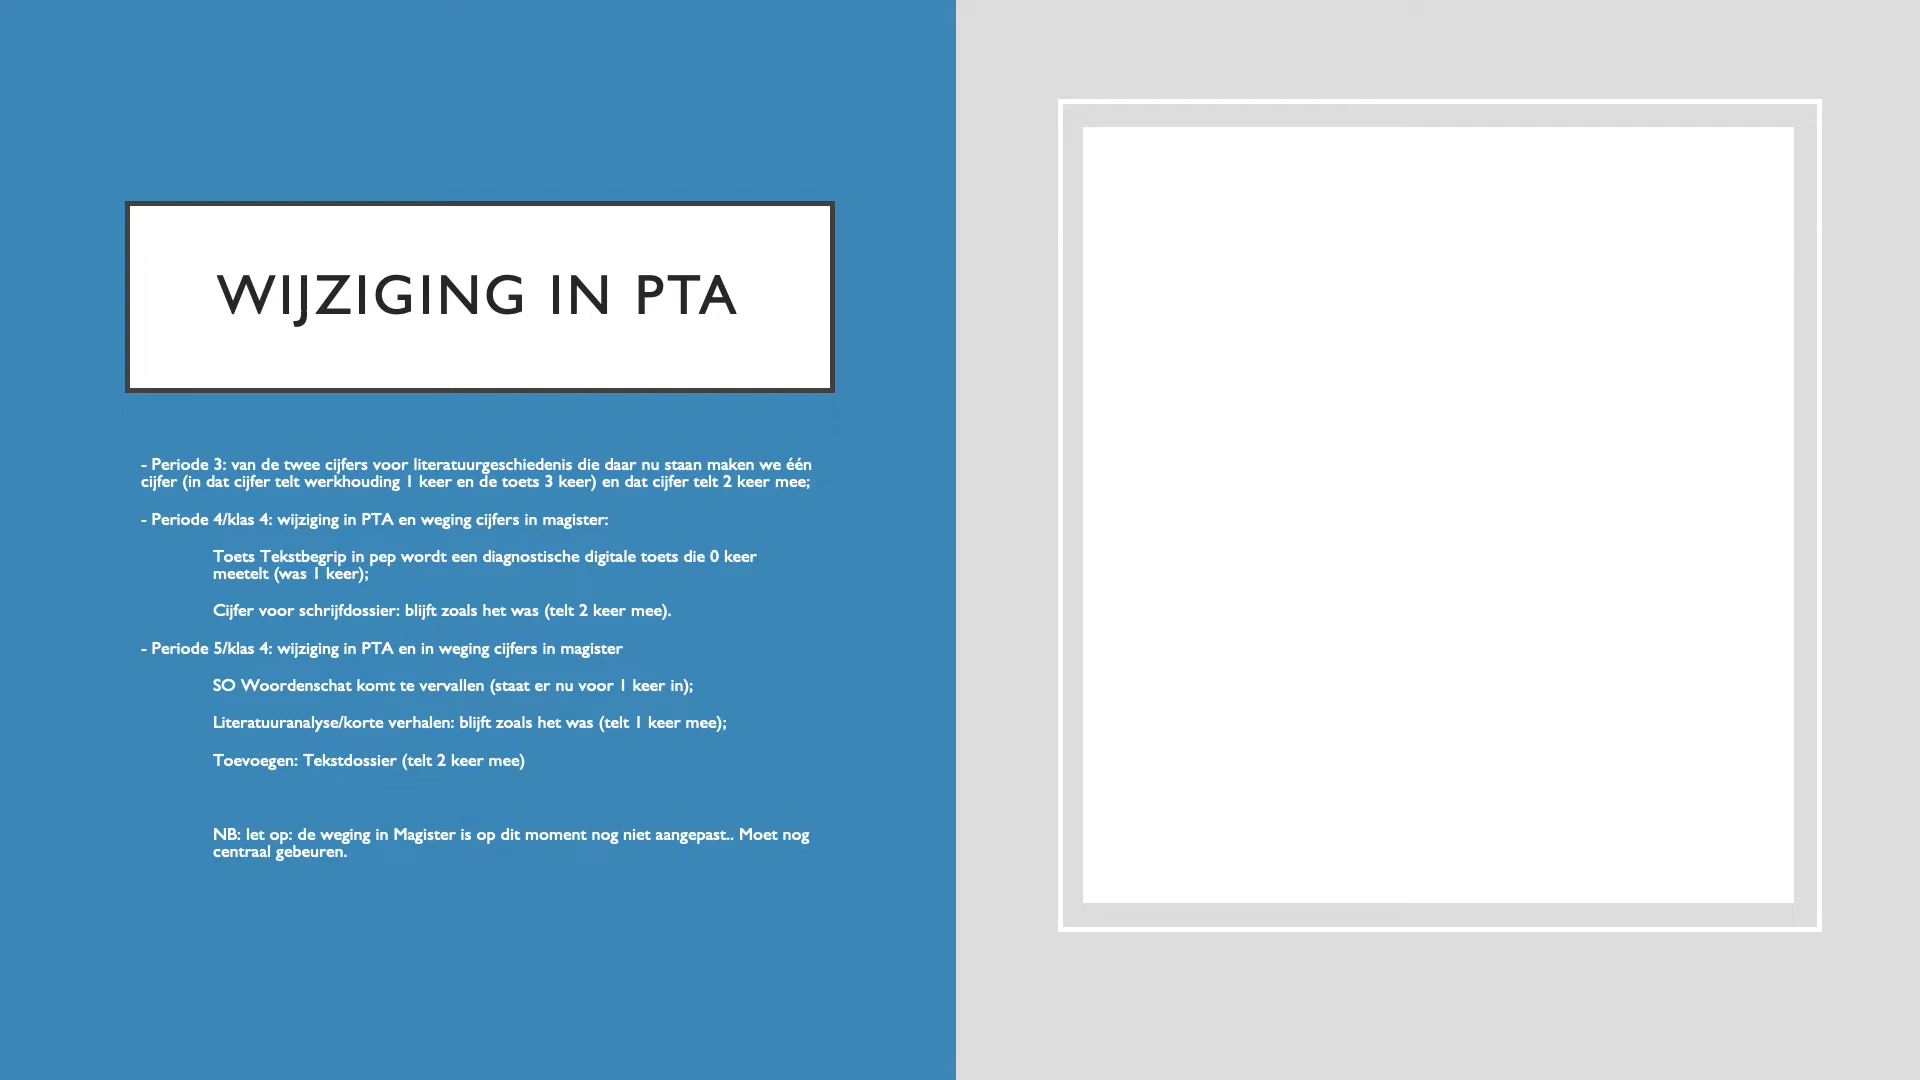 WIJZIGING IN PTA
- Periode 3: van de twee cijfers voor literatuurgeschiedenis die daar nu staan maken we één
cijfer (in dat cijfer telt werkhouding 1 keer en de toets 3 keer) en dat cijfer telt 2 keer mee;
- Periode 4/klas 4: wijziging in PTA en weging cijfers in magister:
Toets Tekstbegrip in pep wordt een diagnostische digitale toets die 0 keer
meetelt (was 1 keer);
Cijfer voor schrijfdossier: blijft zoals het was (telt 2 keer mee).
- Periode 5/klas 4: wijziging in PTA en in weging cijfers in magister
SO Woordenschat komt te vervallen (staat er nu voor 1 keer in);
Literatuuranalyse/korte verhalen: blijft zoals het was (telt 1 keer mee);
Toevoegen: Tekstdossier (telt 2 keer mee)
NB: let op: de weging in Magister is op dit moment nog niet aangepast.. Moet nog
centraal gebeuren.